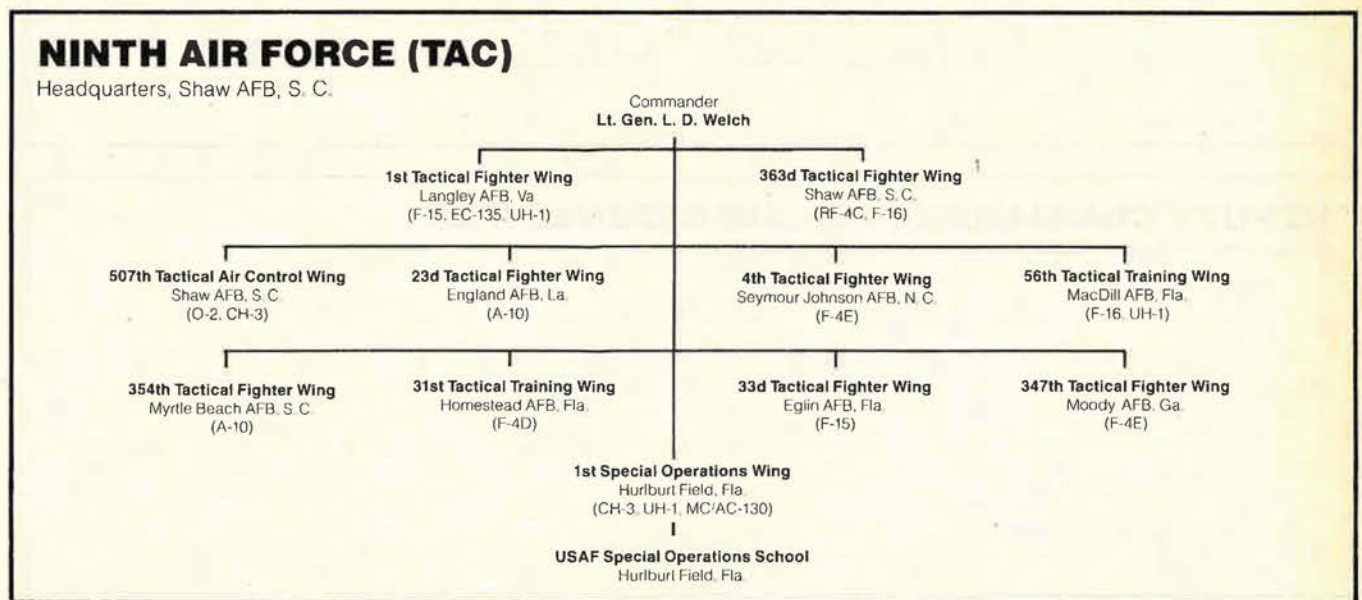 NINTH AIR FORCE (TAC)
Headquarters, Shaw AFB, S. C.
Commander
Lt. Gen. L. D. Welch
1st Tactical Fighter Wing
Langley AFB, Va
(F-15, EC-135, UH-1)
363d Tactical Fighter Wing
Shaw AFB, S. C.
(RF-4C, F-16)
507th Tactical Air Control Wing
Shaw AFB, S. C.
(O-2, CH-3)
23d Tactical Fighter Wing
England AFB, La.
(A-10)
4th Tactical Fighter Wing
Seymour Johnson AFB, N. C.
(F-4E)
56th Tactical Training Wing
MacDill AFB, Fla.
(F-16, UH-1)
354th Tactical Fighter Wing
Myrtle Beach AFB, S. C.
(A-10)
31st Tactical Training Wing
Homestead AFB, Fla.
(F-4D)
33d Tactical Fighter Wing
Eglin AFB, Fla.
(F-15)
347th Tactical Fighter Wing
Moody AFB, Ga.
(F-4E)
1st Special Operations Wing
Hurlburt Field, Fla.
(CH-3, UH-1, MC/AC-130)
USAF Special Operations School
Hurlburt Field, Fla.